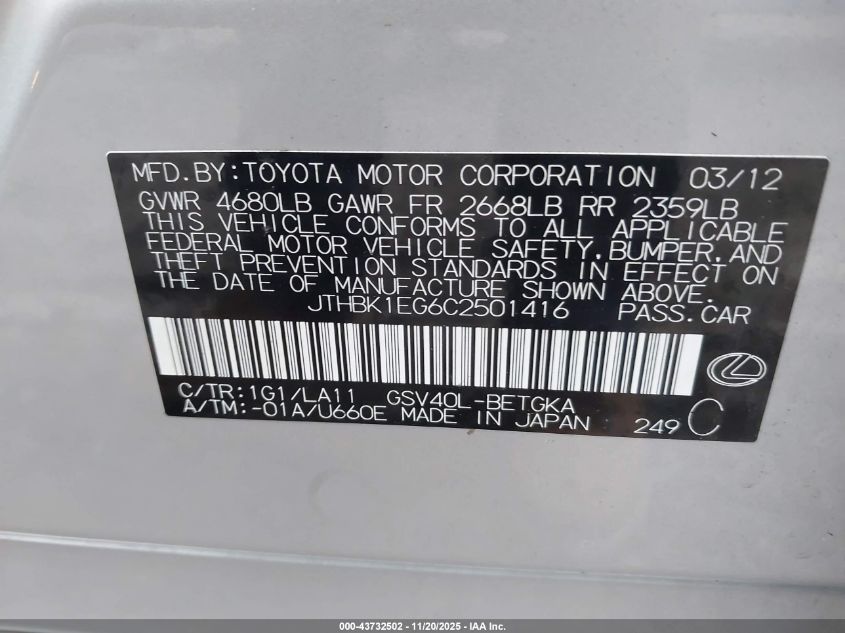 MFD.BY:TOYOTA MOTOR CORPORATION 03/12
GVWR 4680LB GAWR FR 2668LB RR 2359LB
THIS VEHICLE CONFORMS TO ALL APPLICABLE
FEDERAL MOTOR VEHICLE SAFETY,BUMPER,AND
THEFT PREVENTION STANDARDS IN EFFECT ON
THE DATE OF MANUFACTURE SHOWN ABOVE.
JTHBK1EG6C2501416 PASS.CAR
C/TR:1G1/LA11 GSV40L-BETGKA
A/TM:-01A/U660E MADE IN JAPAN 249 C
000-43732502 - 11/20/2025 - IAA Inc.